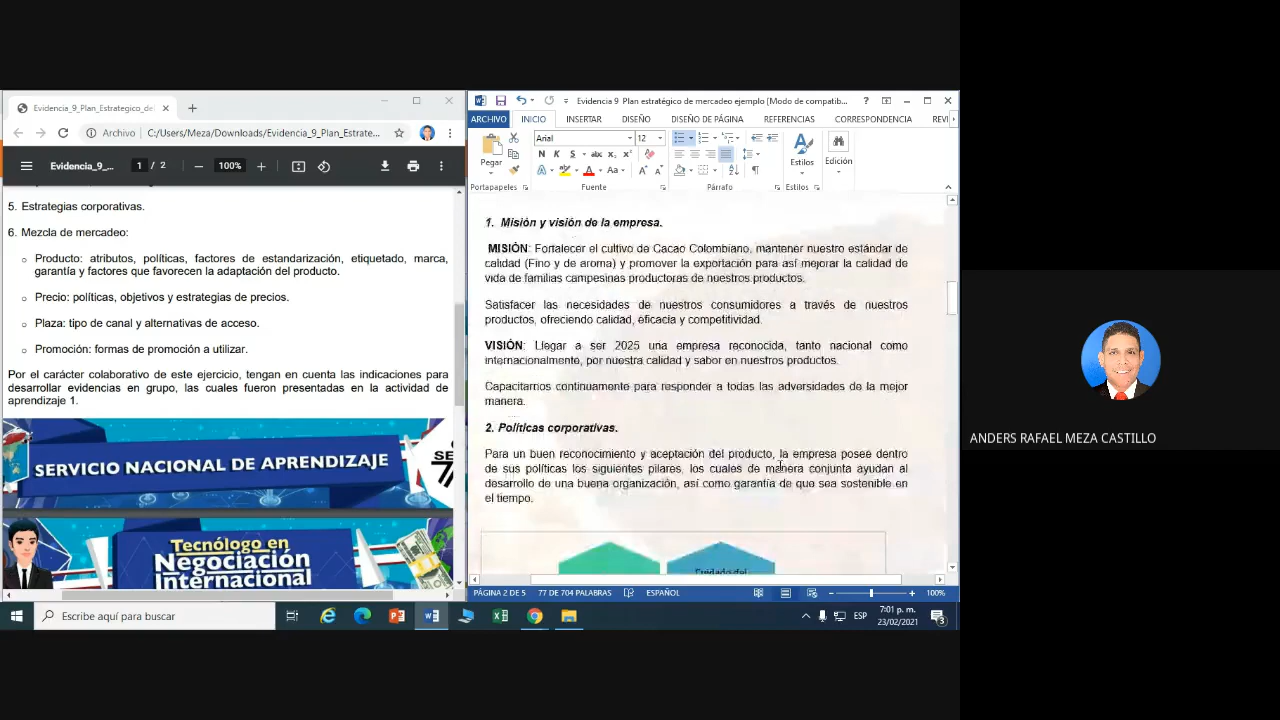 Evidencia_9_Plan_Estrategico_de
Archivo
C:/Users/Meza/Downloads/Evidencia_9_Plan_Estrate...
Evidencia_9_...
1 / 2
100%
5. Estrategias corporativas.
6. Mezcla de mercadeo:
Producto: atributos, políticas, factores de estandarización, etiquetado, marca,
garantía y factores que favorecen la adaptación del producto.
Precio: políticas, objetivos y estrategias de precios.
Plaza: tipo de canal y alternativas de acceso.
Promoción: formas de promoción a utilizar.
Por el carácter colaborativo de este ejercicio, tengan en cuenta las indicaciones para
desarrollar evidencias en grupo, las cuales fueron presentadas en la actividad de
aprendizaje 1.
SERVICIO NACIONAL DE APRENDIZAJE
SE
Tecnólogo en
Negociación
Internacional
Evidencia 9 Plan estratégico de mercadeo ejemplo [Modo de compatib...
ARCHIVO INICIO INSERTAR DISEÑO DISEÑO DE PÁGINA REFERENCIAS CORRESPONDENCIA REVI
Arial 12
Pegar
N K S abc x₂ x²
Estilos
Edición
Portapapeles Fuente Párrafo Estilos
1. Misión y visión de la empresa.
MISIÓN: Fortalecer el cultivo de Cacao Colombiano, mantener nuestro estándar de
calidad (Fino y de aroma) y promover la exportación para así mejorar la calidad de
vida de familias campesinas productoras de nuestros productos.
Satisfacer las necesidades de nuestros consumidores a través de nuestros
productos, ofreciendo calidad, eficacia y competitividad.
VISIÓN: Llegar a ser 2025 una empresa reconocida, tanto nacional como
internacionalmente, por nuestra calidad y sabor en nuestros productos.
Capacitarnos continuamente para responder a todas las adversidades de la mejor
manera.
2. Políticas corporativas.
Para un buen reconocimiento y aceptación del producto, la empresa posee dentro
de sus políticas los siguientes pilares, los cuales de manera conjunta ayudan al
desarrollo de una buena organización, así como garantía de que sea sostenible en
el tiempo.
Cuidado del
PÁGINA 2 DE 5 77 DE 704 PALABRAS ESPAÑOL
100%
Escribe aquí para buscar
ESP
7:01 p. m.
23/02/2021
3
ANDERS RAFAEL MEZA CASTILLO